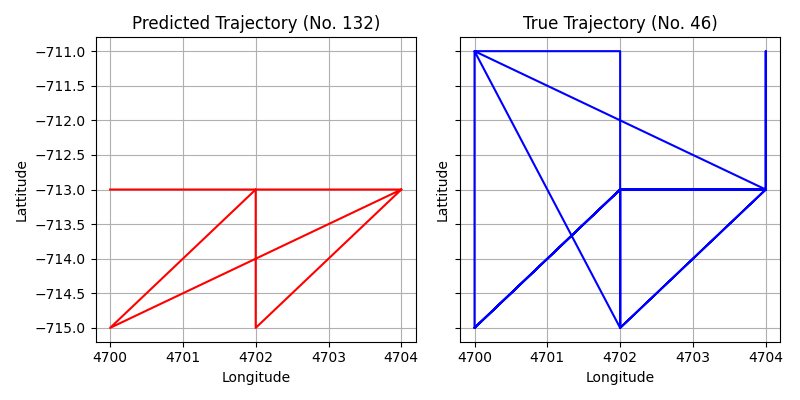 Predicted Trajectory (No. 132)
True Trajectory (No. 46)
Lattitude
−711.0
−711.5
−712.0
−712.5
−713.0
−713.5
−714.0
−714.5
−715.0
4700 4701 4702 4703 4704
Longitude
Lattitude
4700 4701 4702 4703 4704
Longitude